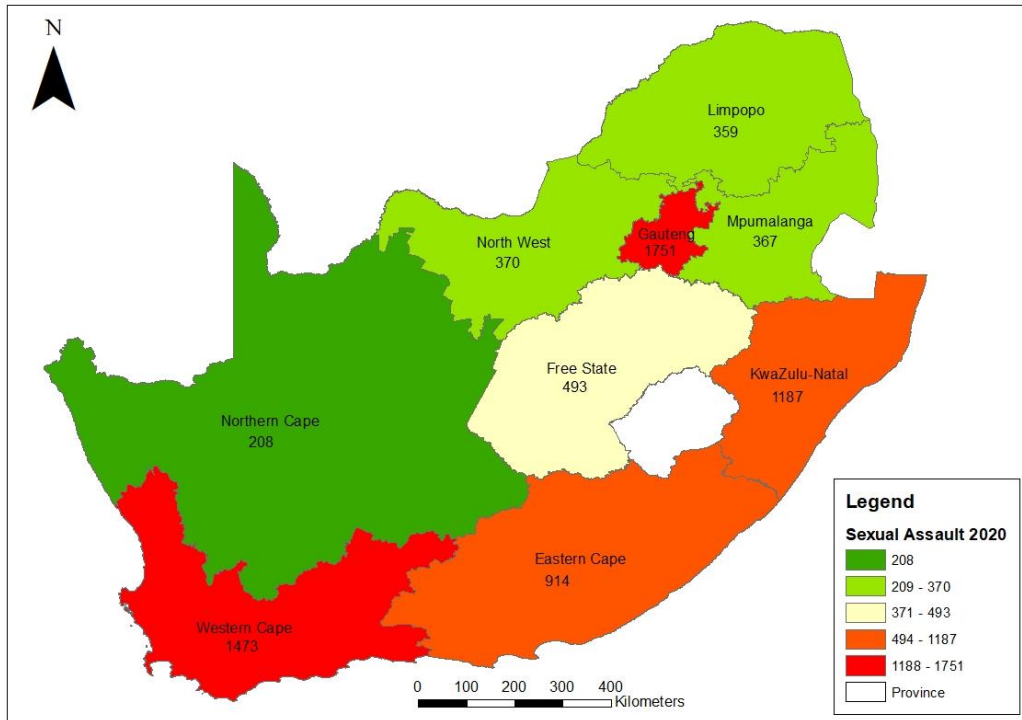 N
Limpopo
359
Mpumalanga
367
Gauteng
1751
North West
370
Free State
493
KwaZulu-Natal
1187
Northern Cape
208
Eastern Cape
914
Western Cape
1473
Legend
Sexual Assault 2020
208
209 - 370
371 - 493
494 - 1187
1188 - 1751
Province
0 100 200 300 400
Kilometers